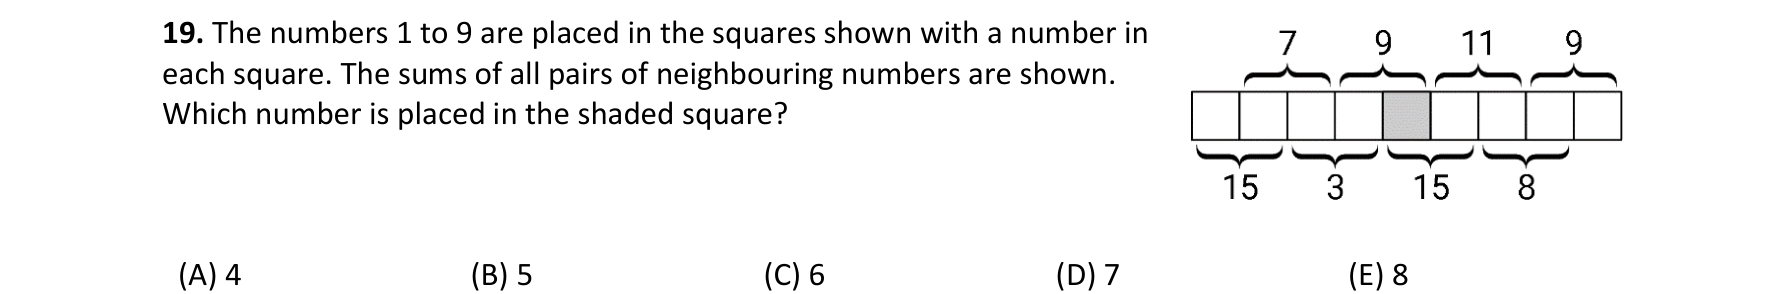 19. The numbers 1 to 9 are placed in the squares shown with a number in
each square. The sums of all pairs of neighbouring numbers are shown.
Which number is placed in the shaded square?
7 9 11 9
15 3 15 8
(A) 4 (B) 5 (C) 6 (D) 7 (E) 8